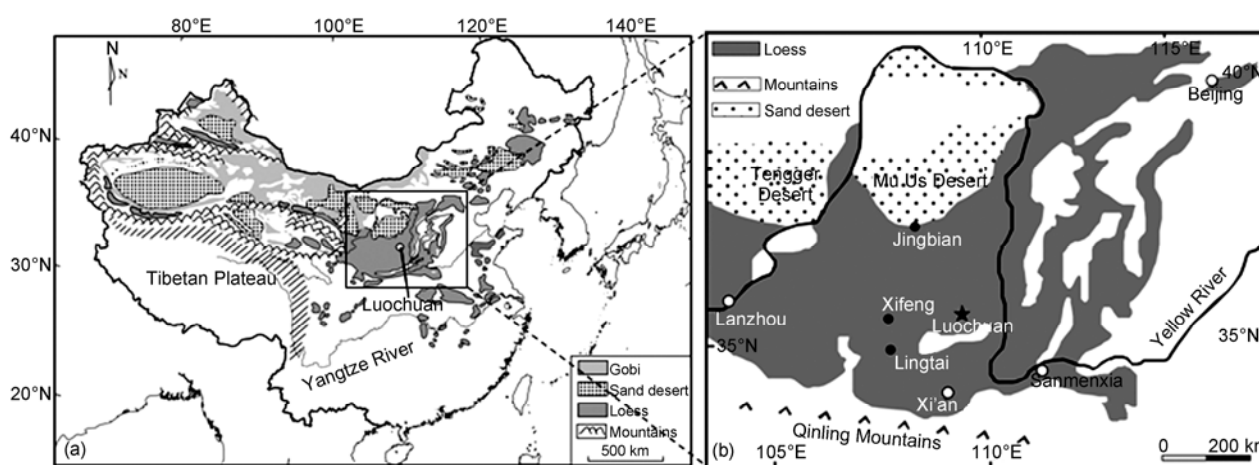 80°E
100°E
120°E
140°E
N
N
40°N
30°N
20°N
Tibetan Plateau
Luochuan
Yangtze River
Gobi
Sand desert
Loess
Mountains
500 km
(a)
110°E
115°E
Loess
Mountains
Sand desert
40°N
Beijing
Tengger
Desert
Mu Us Desert
Jingbian
Lanzhou
Xifeng
Luochuan
35°N
35°N
Lingtai
Yellow River
Sanmenxia
Xi'an
Qinling Mountains
(b)
105°E
110°E
0
200 km